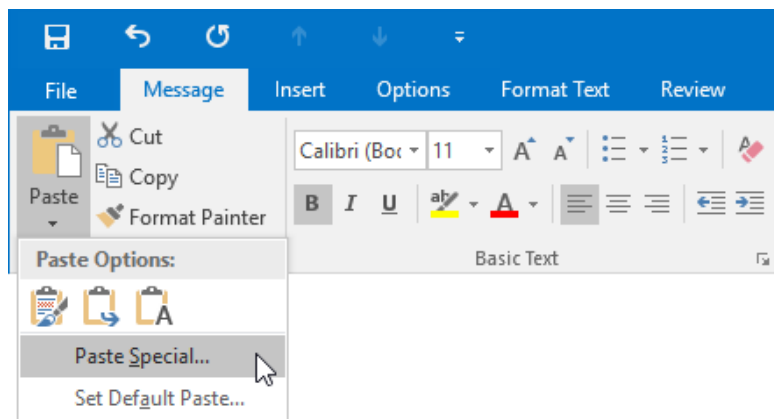 File Message Insert Options Format Text Review
Cut
Calibri (Boc 11 A A
Copy
Paste
B I U ab A
Format Painter
Paste Options:
Basic Text
A
Paste Special...
Set Default Paste...